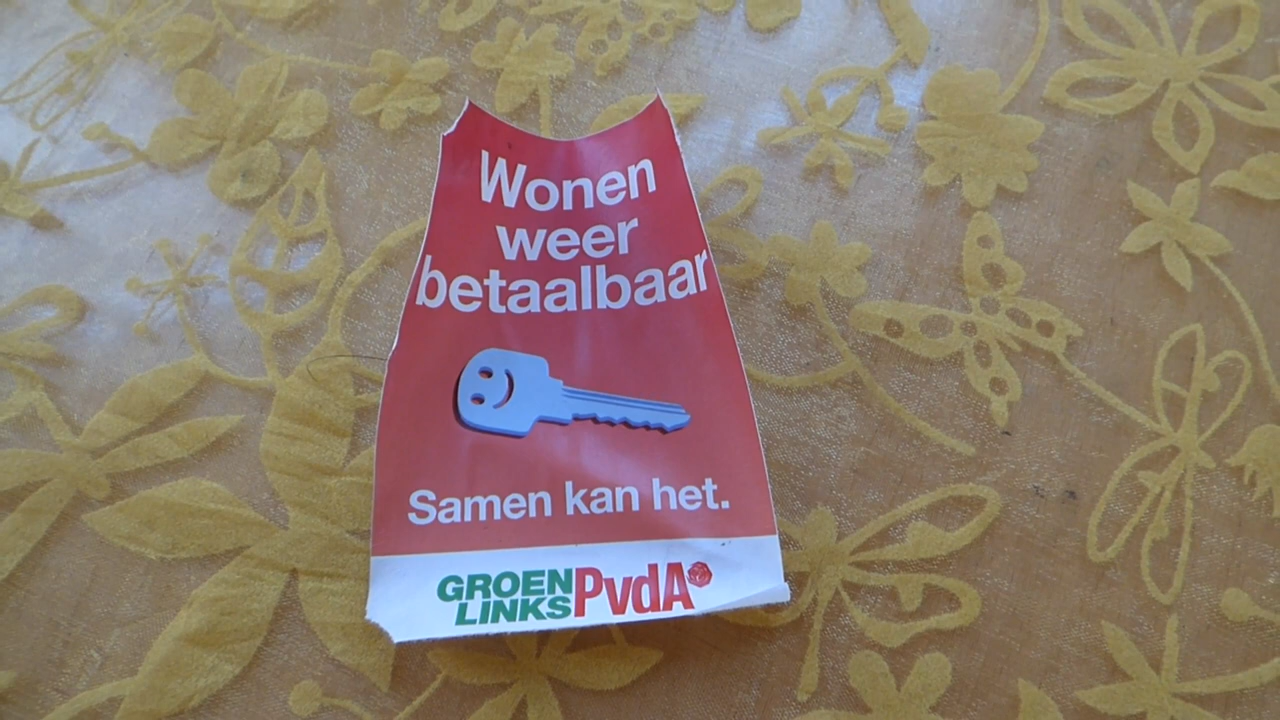 Wonen
weer
betaalbaar
Samen kan het.
GROEN
LINKS PvdA